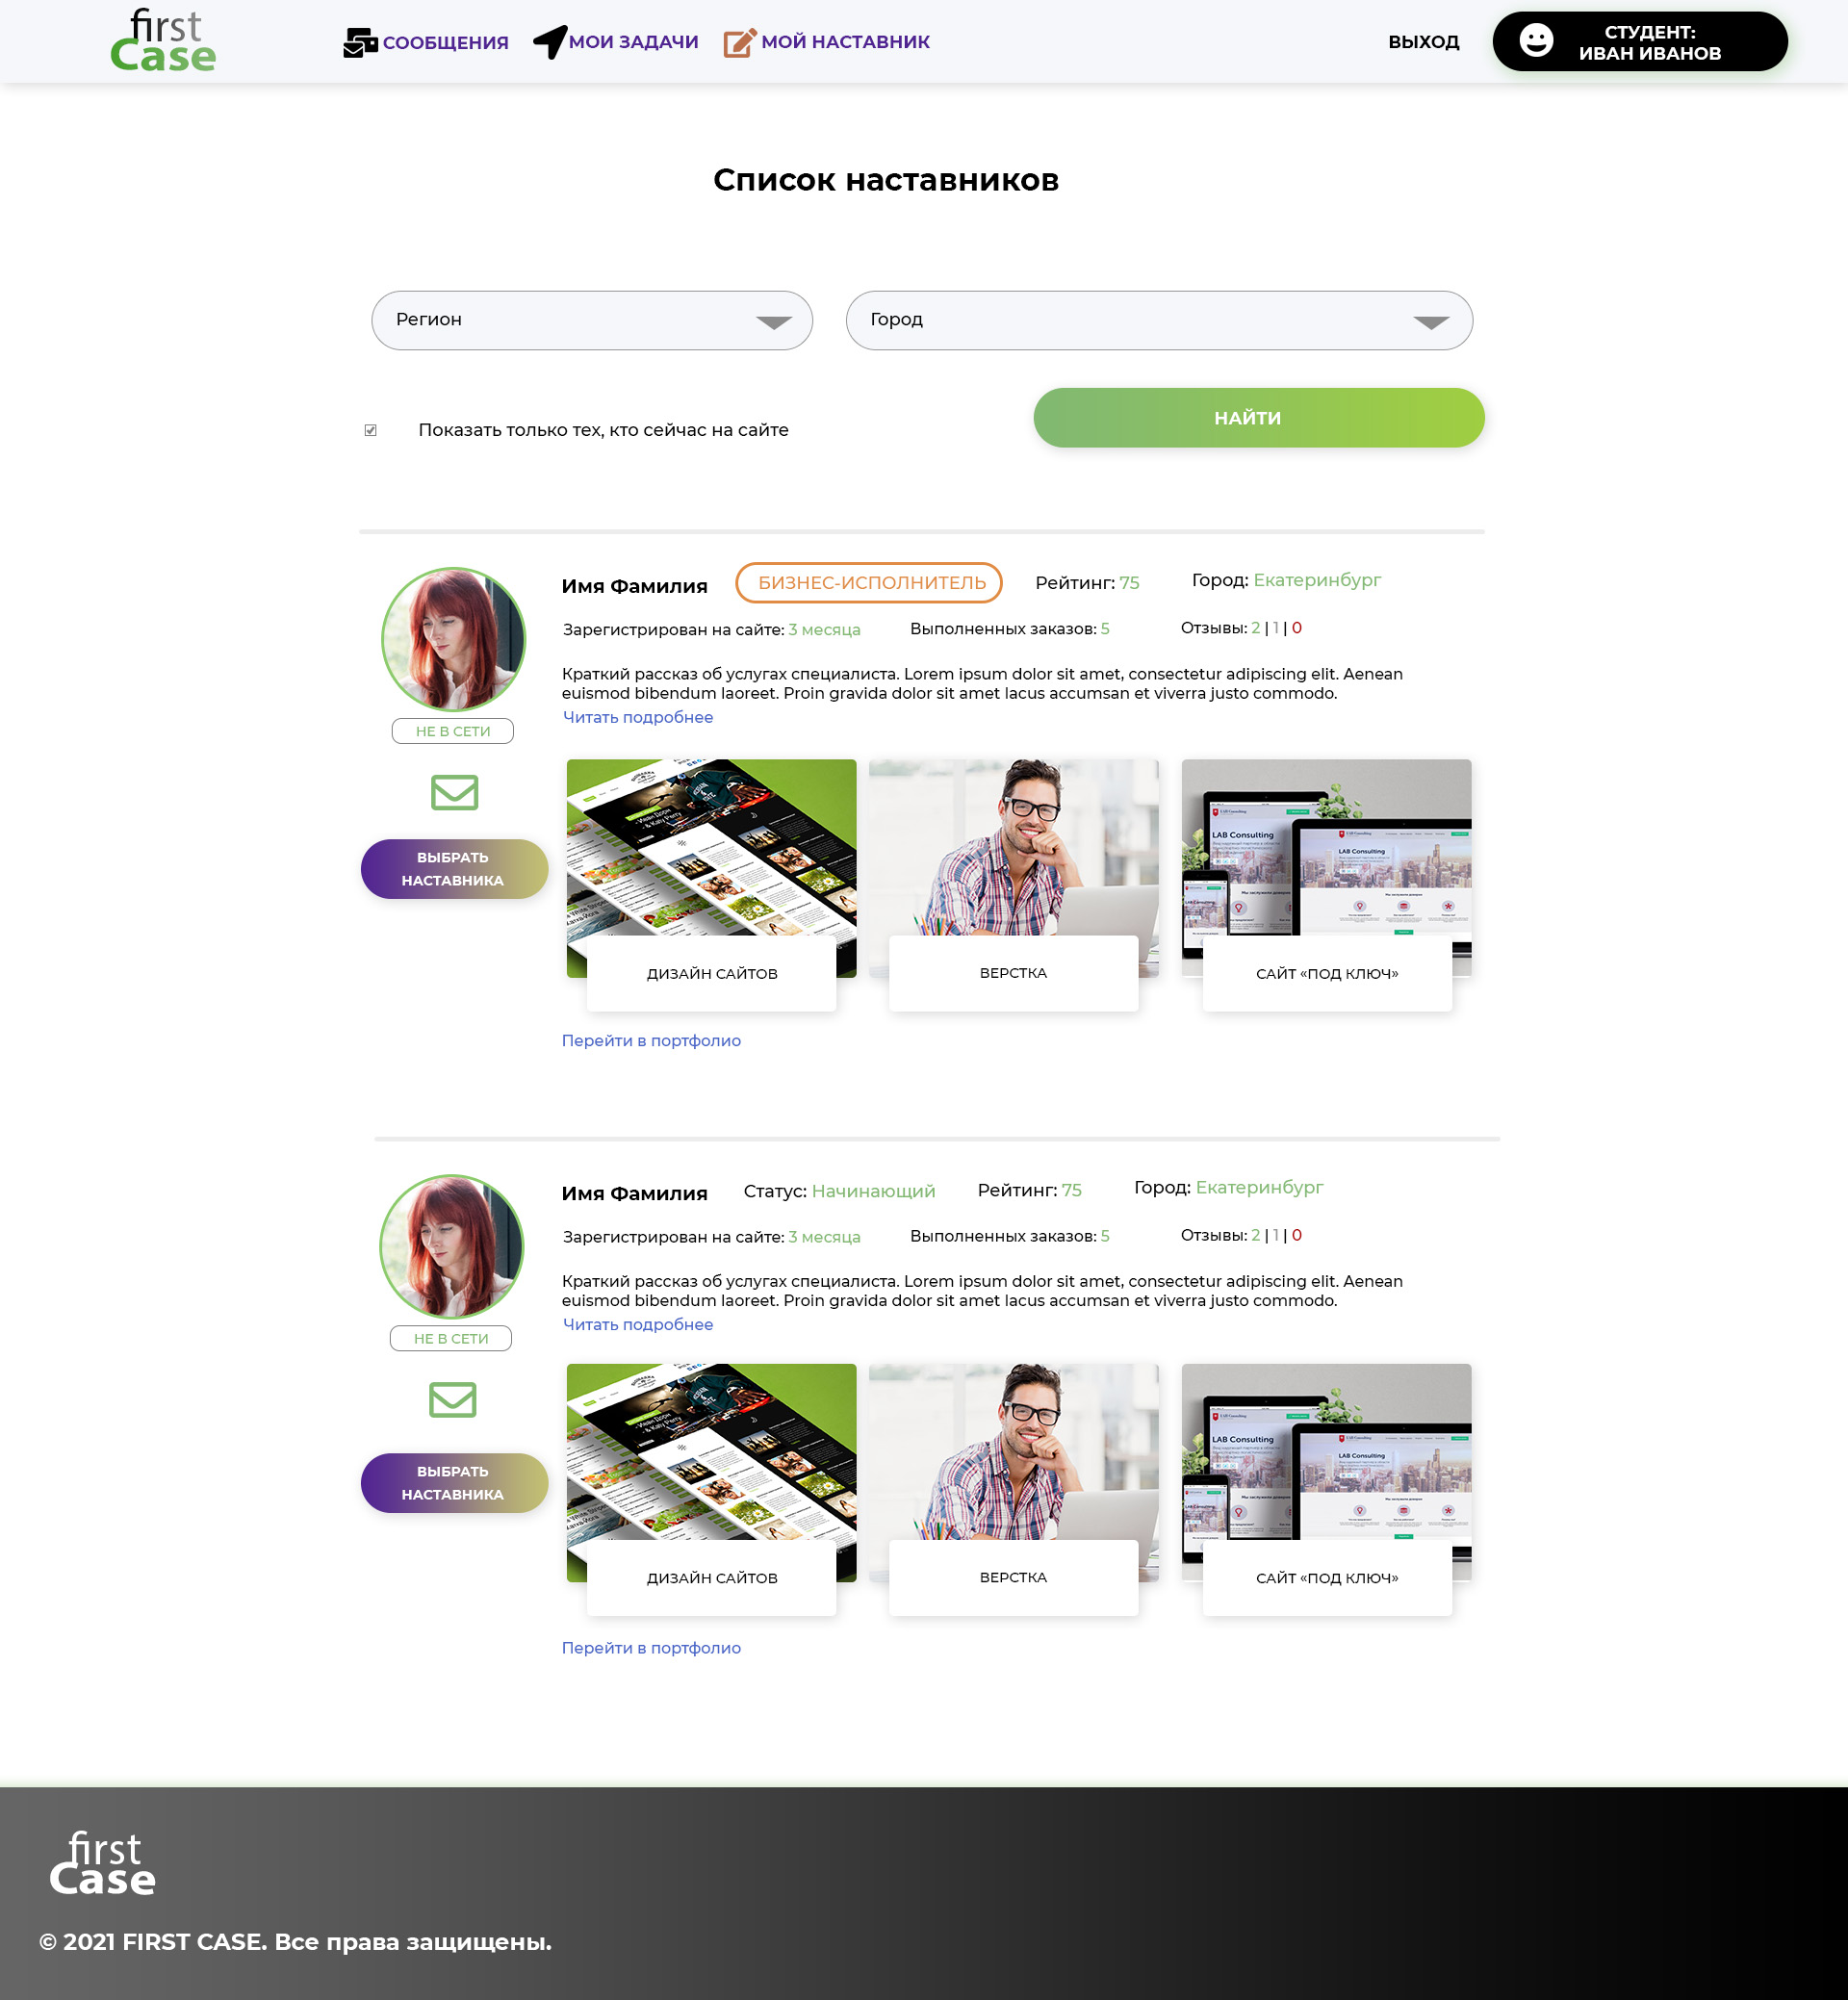 first
Case
СООБЩЕНИЯ
МОИ ЗАДАЧИ
МОЙ НАСТАВНИК
ВЫХОД
СТУДЕНТ:
ИВАН ИВАНОВ
Список наставников
Регион
Город
Показать только тех, кто сейчас на сайте
НАЙТИ
Имя Фамилия
БИЗНЕС-ИСПОЛНИТЕЛЬ
Рейтинг: 75
Город: Екатеринбург
Зарегистрирован на сайте: 3 месяца
Выполненных заказов: 5
Отзывы: 2 | 1 | 0
Краткий рассказ об услугах специалиста. Lorem ipsum dolor sit amet, consectetur adipiscing elit. Aenean
euismod bibendum laoreet. Proin gravida dolor sit amet lacus accumsan et viverra justo commodo.
Читать подробнее
НЕ В СЕТИ
ВЫБРАТЬ
НАСТАВНИКА
LAB Consulting
LAB Consulting
ДИЗАЙН САЙТОВ
ВЕРСТКА
САЙТ «ПОД КЛЮЧ»
Перейти в портфолио
Имя Фамилия
Статус: Начинающий
Рейтинг: 75
Город: Екатеринбург
Зарегистрирован на сайте: 3 месяца
Выполненных заказов: 5
Отзывы: 2 | 1 | 0
Краткий рассказ об услугах специалиста. Lorem ipsum dolor sit amet, consectetur adipiscing elit. Aenean
euismod bibendum laoreet. Proin gravida dolor sit amet lacus accumsan et viverra justo commodo.
Читать подробнее
НЕ В СЕТИ
ВЫБРАТЬ
НАСТАВНИКА
LAB Consulting
LAB Consulting
ДИЗАЙН САЙТОВ
ВЕРСТКА
САЙТ «ПОД КЛЮЧ»
Перейти в портфолио
first
Case
© 2021 FIRST CASE. Все права защищены.